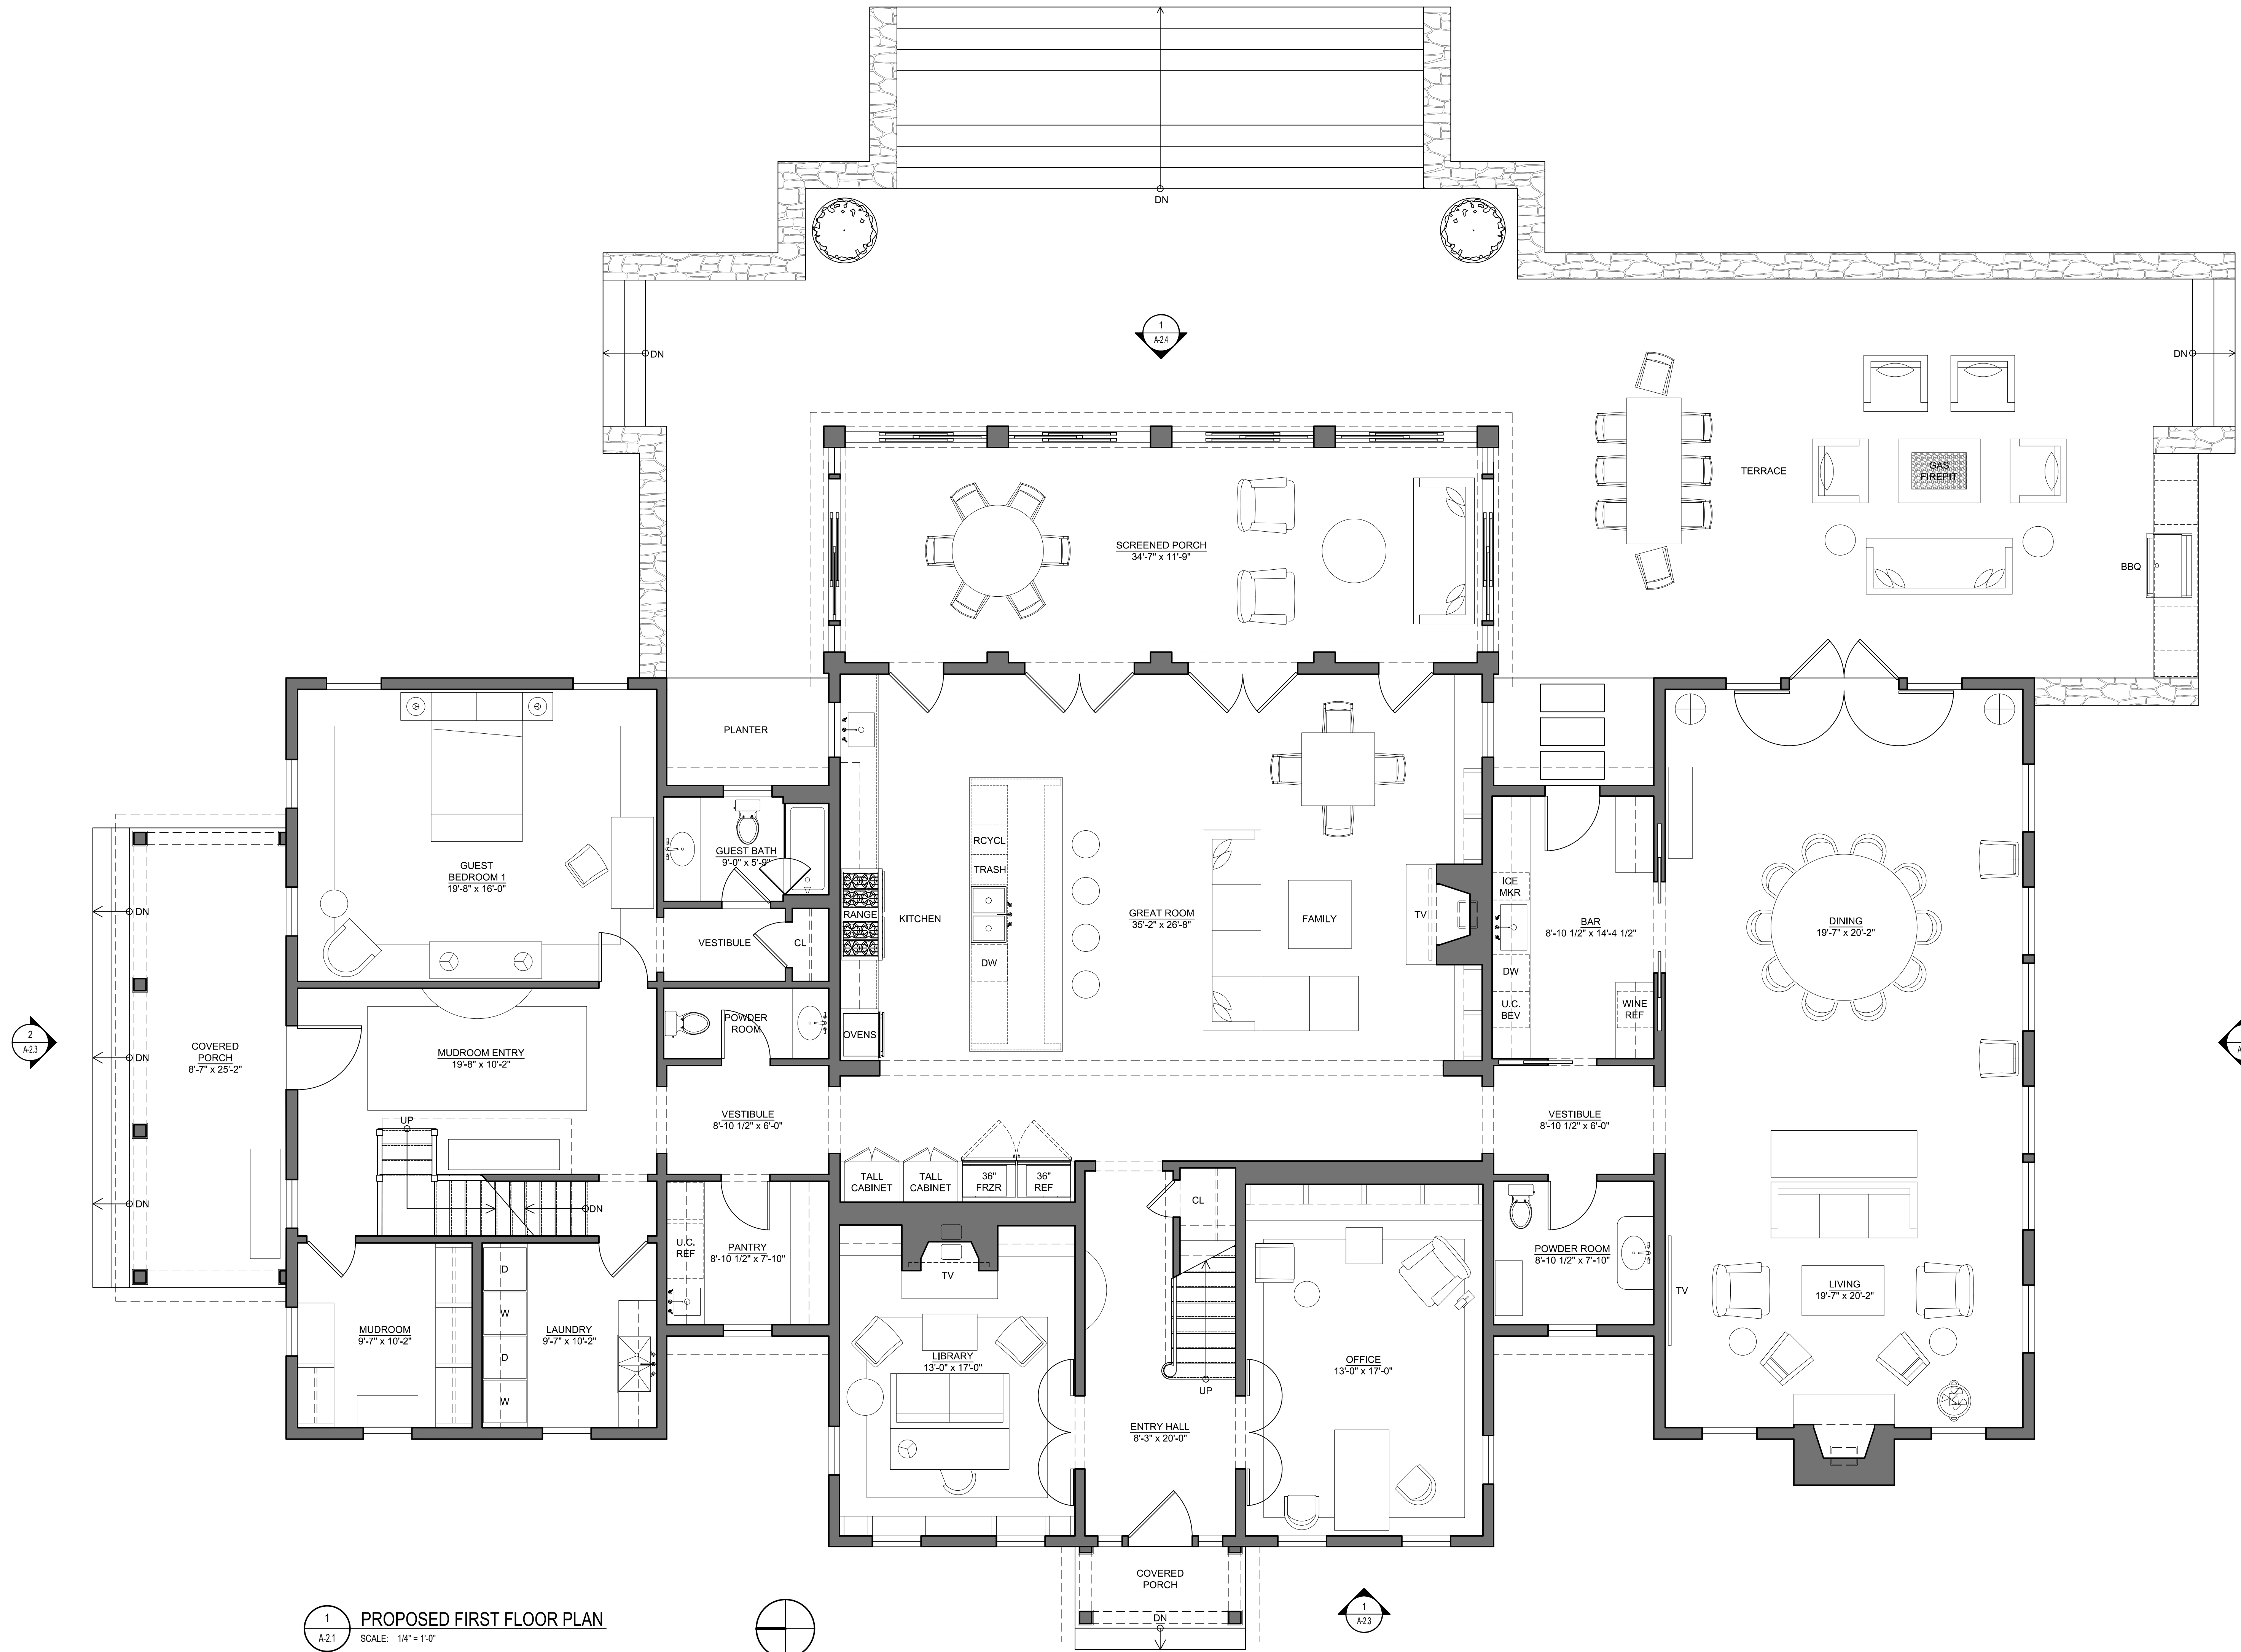 DN
1
A-2.4
DN
DN
TERRACE
GAS
FIREPIT
SCREENED PORCH
34'-7" x 11'-9"
BBQ
PLANTER
GUEST
BEDROOM 1
19'-8" x 16'-0"
GUEST BATH
9'-0" x 5'-9"
VESTIBULE
CL
RANGE
KITCHEN
OVENS
RCYCL
TRASH
DW
GREAT ROOM
35'-2" x 26'-8"
FAMILY
TV
ICE
MKR
DW
U.C.
BEV
BAR
8'-10 1/2" x 14'-4 1/2"
WINE
REF
DINING
19'-7" x 20'-2"
DN
DN
DN
2
A-2.3
COVERED
PORCH
8'-7" x 25'-2"
MUDROOM ENTRY
19'-8" x 10'-2"
UP
DN
POWDER
ROOM
VESTIBULE
8'-10 1/2" x 6'-0"
VESTIBULE
8'-10 1/2" x 6'-0"
TALL
CABINET
TALL
CABINET
36"
FRZR
36"
REF
CL
U.C.
REF
PANTRY
8'-10 1/2" x 7'-10"
POWDER ROOM
8'-10 1/2" x 7'-10"
TV
LIVING
19'-7" x 20'-2"
MUDROOM
9'-7" x 10'-2"
D
W
D
W
LAUNDRY
9'-7" x 10'-2"
TV
LIBRARY
13'-0" x 17'-0"
UP
OFFICE
13'-0" x 17'-0"
ENTRY HALL
8'-3" x 20'-0"
COVERED
PORCH
DN
1
A-2.3
1
A-2.1
PROPOSED FIRST FLOOR PLAN
SCALE: 1/4" = 1'-0"